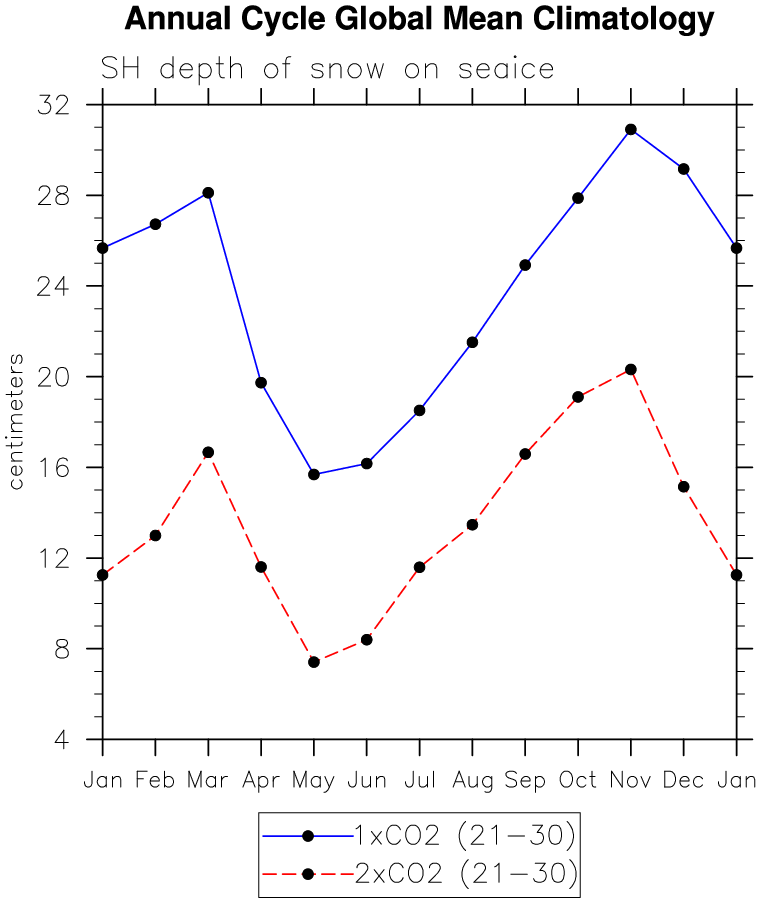 Annual Cycle Global Mean Climatology
SH depth of snow on seaice
32
28
24
20
16
12
8
4
centimeters
Jan Feb Mar Apr May Jun Jul Aug Sep Oct Nov Dec Jan
1xCO2 (21−30)
2xCO2 (21−30)